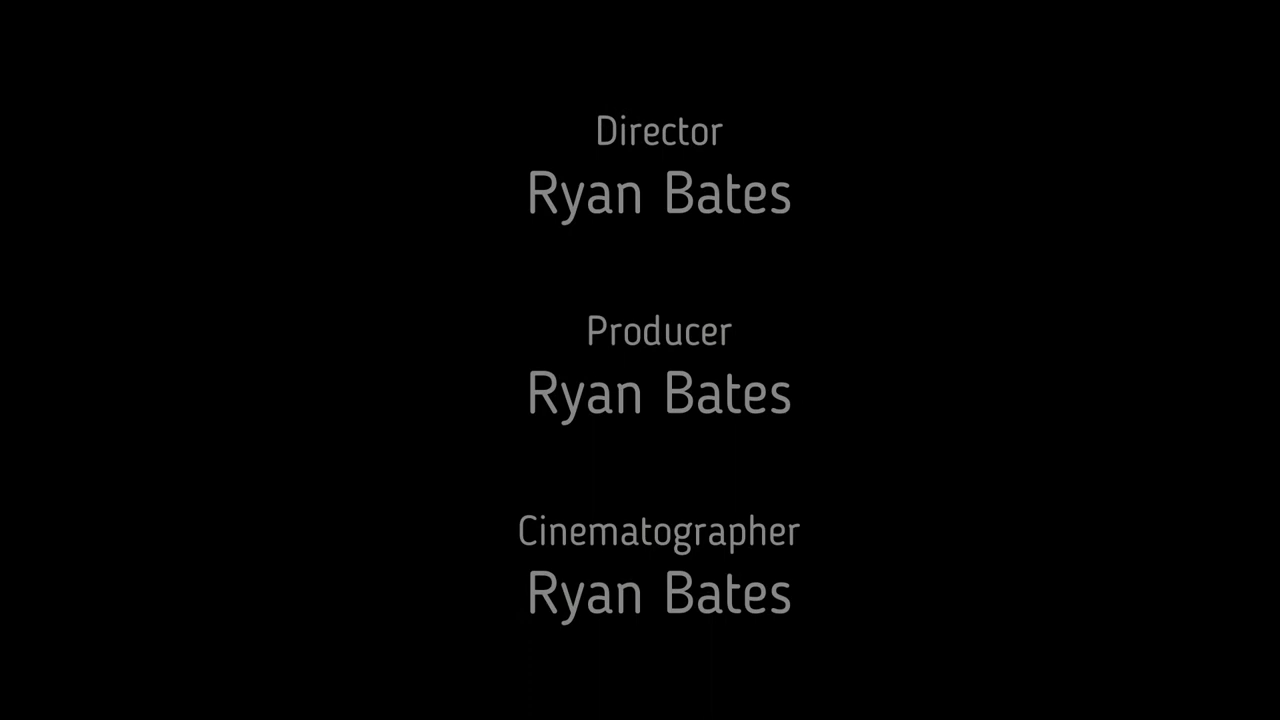 Director
Ryan Bates
Producer
Ryan Bates
Cinematographer
Ryan Bates